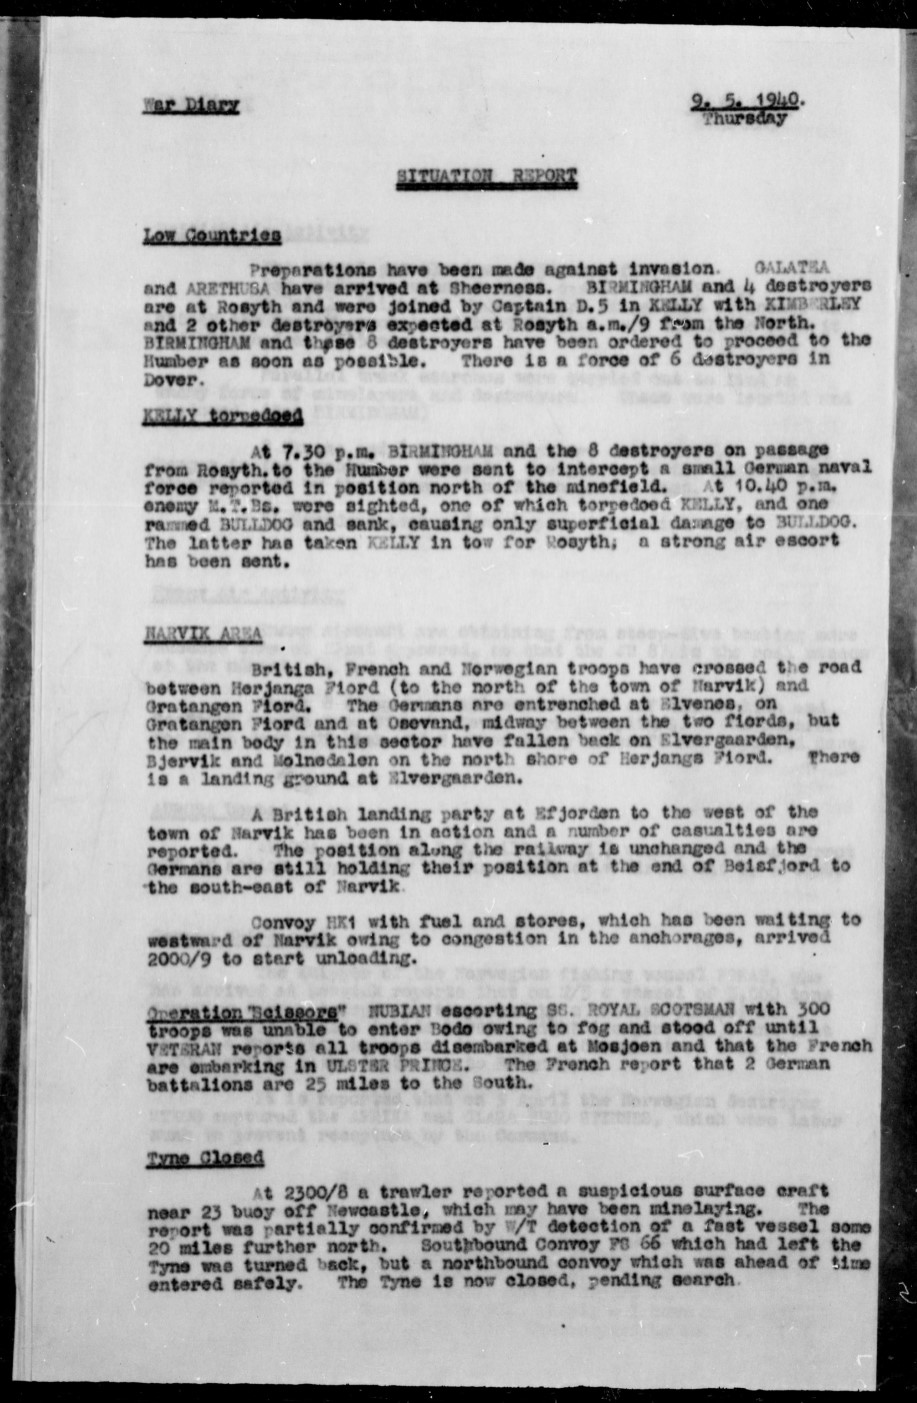 War Diary
9. 5. 1940.
Thursday
SITUATION REPORT
Low Countries
Preparations have been made against invasion. GALATEA
and ARETHUSA have arrived at Sheerness. BIRMINGHAM and 4 destroyers
are at Rosyth and were joined by Captain D.5 in KELLY with KIMBERLEY
and 2 other destroyers expected at Rosyth a.m./9 from the North.
BIRMINGHAM and these 8 destroyers have been ordered to proceed to the
Humber as soon as possible. There is a force of 6 destroyers in
Dover.
KELLY torpedoed
At 7.30 p.m. BIRMINGHAM and the 8 destroyers on passage
from Rosyth.to the Humber were sent to intercept a small German naval
force reported in position north of the minefield. At 10.40 p.m.
enemy M.T.Bs. were sighted, one of which torpedoed KELLY, and one
rammed BULLDOG and sank, causing only superficial damage to BULLDOG.
The latter has taken KELLY in tow for Rosyth; a strong air escort
has been sent.
NARVIK AREA
British, French and Norwegian troops have crossed the road
between Herjangs Fiord (to the north of the town of Narvik) and
Gratangen Fiord. The Germans are entrenched at Elvenes, on
Gratangen Fiord and at Osevand, midway between the two fiords, but
the main body in this sector have fallen back on Elvergaarden,
Bjervik and Molnedalen on the north shore of Herjangs Fiord. There
is a landing ground at Elvergaarden.
A British landing party at Efjorden to the west of the
town of Narvik has been in action and a number of casualties are
reported. The position along the railway is unchanged and the
Germans are still holding their position at the end of Beisfjord to
the south-east of Narvik.
Convoy HK1 with fuel and stores, which has been waiting to
westward of Narvik owing to congestion in the anchorages, arrived
2000/9 to start unloading.
Operation "Scissors" NUBIAN escorting SS. ROYAL SCOTSMAN with 300
troops was unable to enter Bodo owing to fog and stood off until
VETERAN reports all troops disembarked at Mosjoen and that the French
are embarking in ULSTER PRINCE. The French report that 2 German
battalions are 25 miles to the South.
Tyne Closed
At 2300/8 a trawler reported a suspicious surface craft
near 23 buoy off Newcastle, which may have been minelaying. The
report was partially confirmed by W/T detection of a fast vessel some
20 miles further north. Southbound Convoy FS 66 which had left the
Tyne was turned back, but a northbound convoy which was ahead of time
entered safely. The Tyne is now closed, pending search.